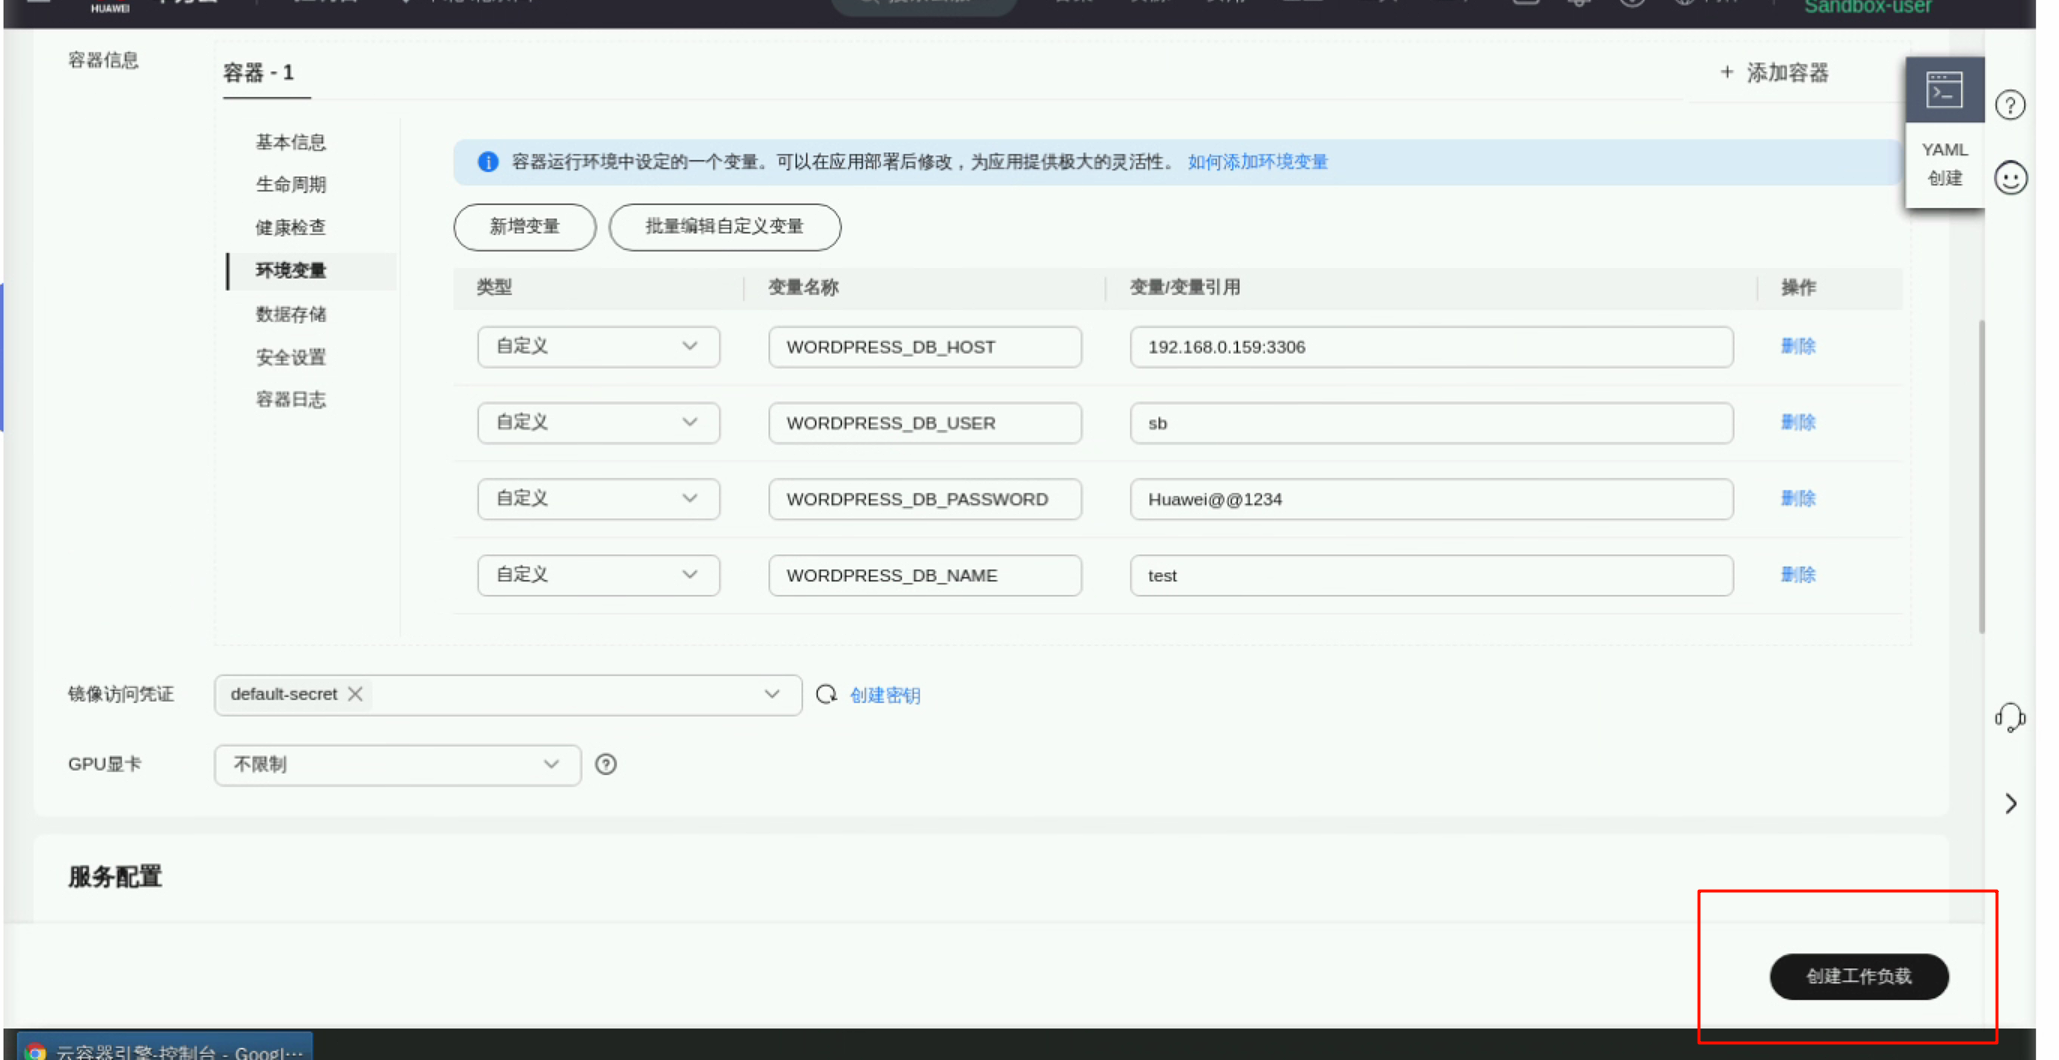 HUAWEI
Sandbox-user
容器信息
容器 - 1
+ 添加容器
YAML
创建
基本信息
生命周期
健康检查
环境变量
数据存储
安全设置
容器日志
容器运行环境中设定的一个变量。可以在应用部署后修改，为应用提供极大的灵活性。 如何添加环境变量
新增变量
批量编辑自定义变量
类型 变量名称 变量/变量引用 操作
自定义 WORDPRESS_DB_HOST 192.168.0.159:3306 删除
自定义 WORDPRESS_DB_USER sb 删除
自定义 WORDPRESS_DB_PASSWORD Huawei@@1234 删除
自定义 WORDPRESS_DB_NAME test 删除
镜像访问凭证 default-secret 创建密钥
GPU显卡 不限制
服务配置
创建工作负载
云容器引擎-控制台 - Googl···